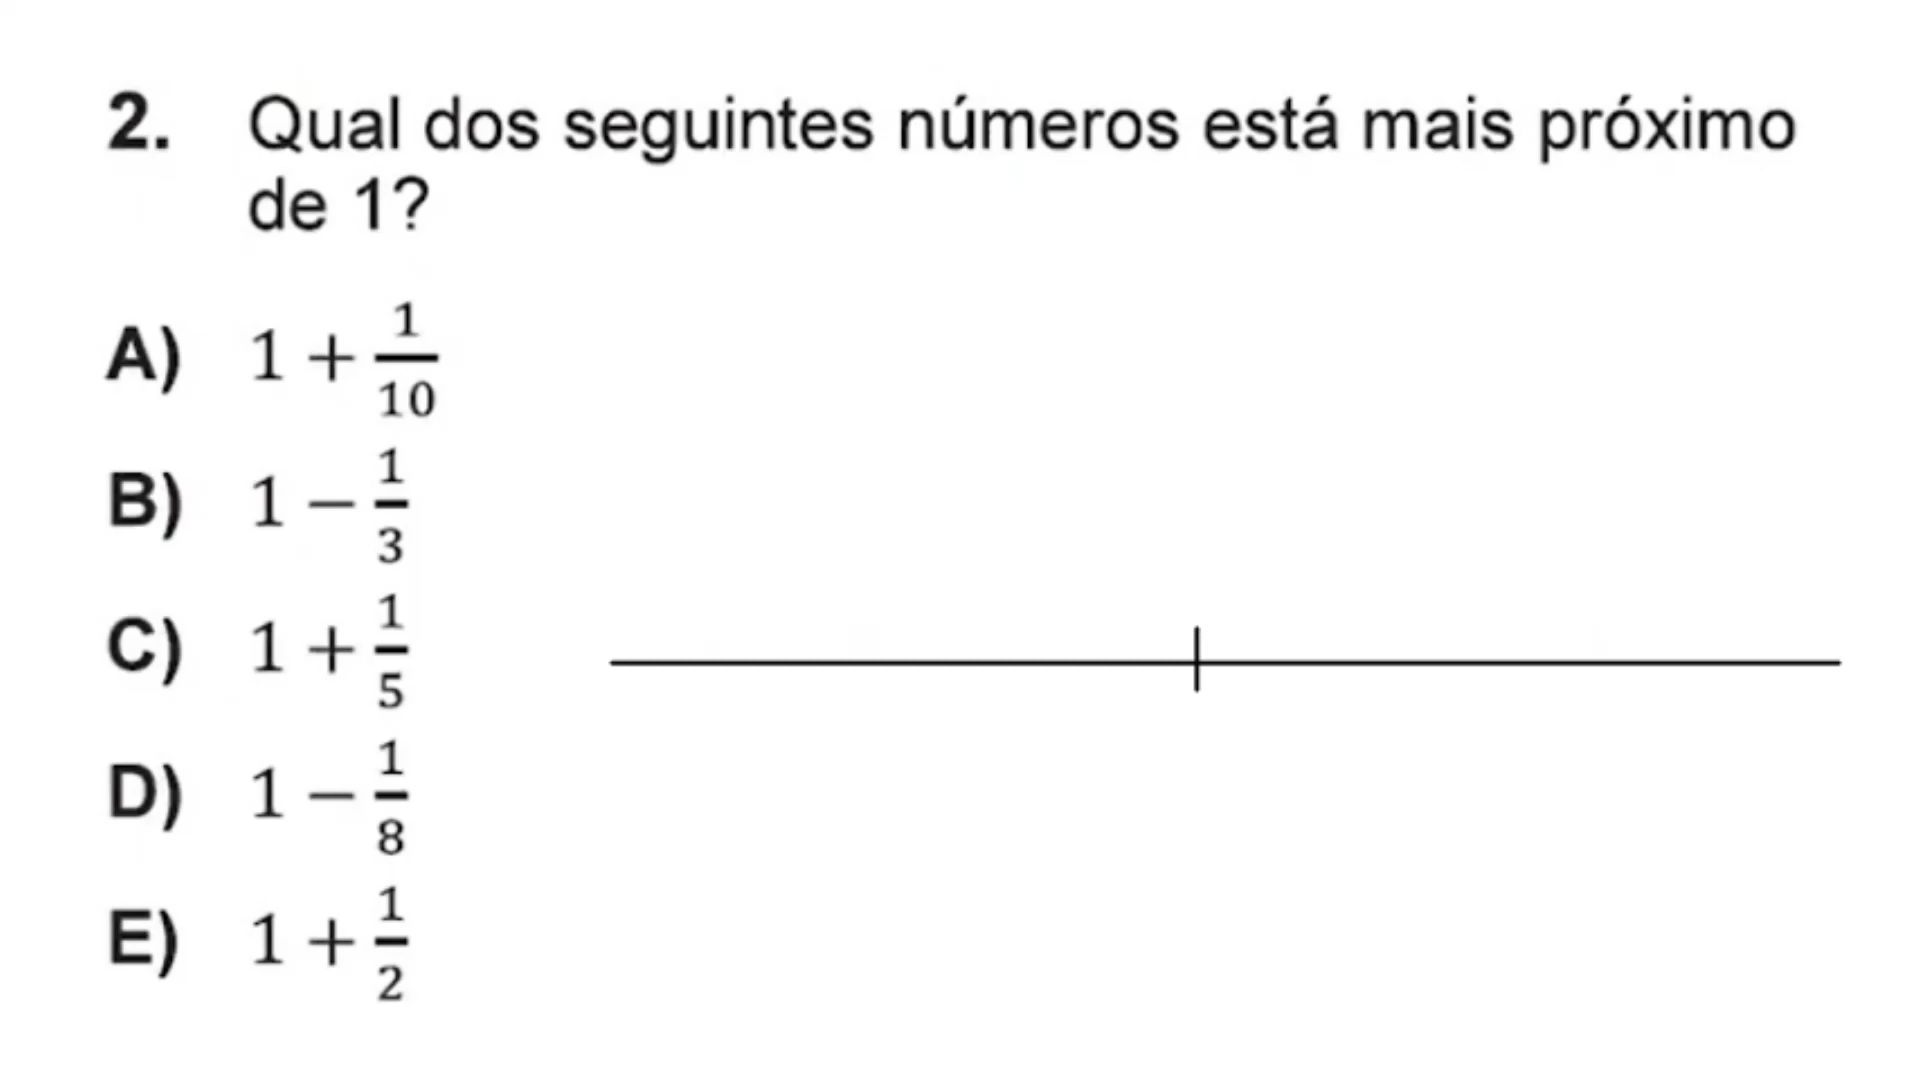 2. Qual dos seguintes números está mais próximo
de 1?
A) 1 + 1/10
B) 1 − 1/3
C) 1 + 1/5
D) 1 − 1/8
E) 1 + 1/2